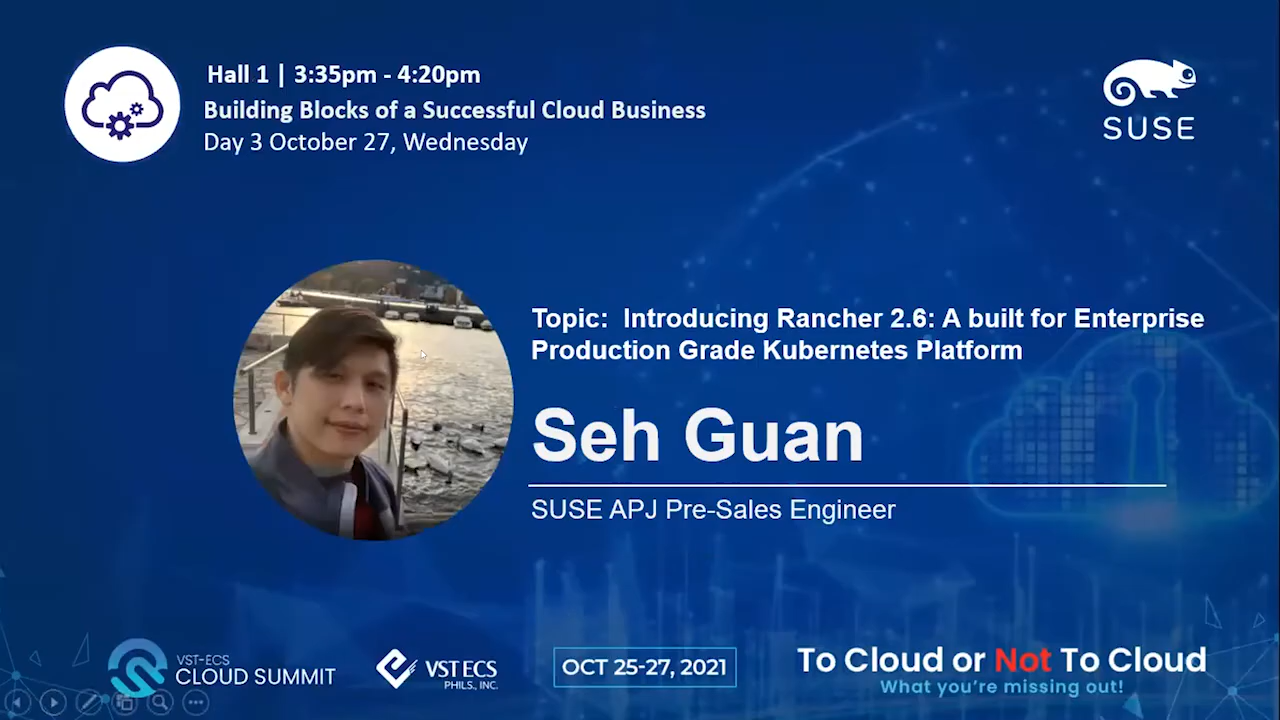 Hall 1 | 3:35pm - 4:20pm
Building Blocks of a Successful Cloud Business
Day 3 October 27, Wednesday
SUSE
Topic:  Introducing Rancher 2.6: A built for Enterprise
Production Grade Kubernetes Platform
Seh Guan
SUSE APJ Pre-Sales Engineer
VST-ECS
CLOUD SUMMIT
VST ECS
PHILS., INC.
OCT 25-27, 2021
To Cloud or Not To Cloud
What you're missing out!